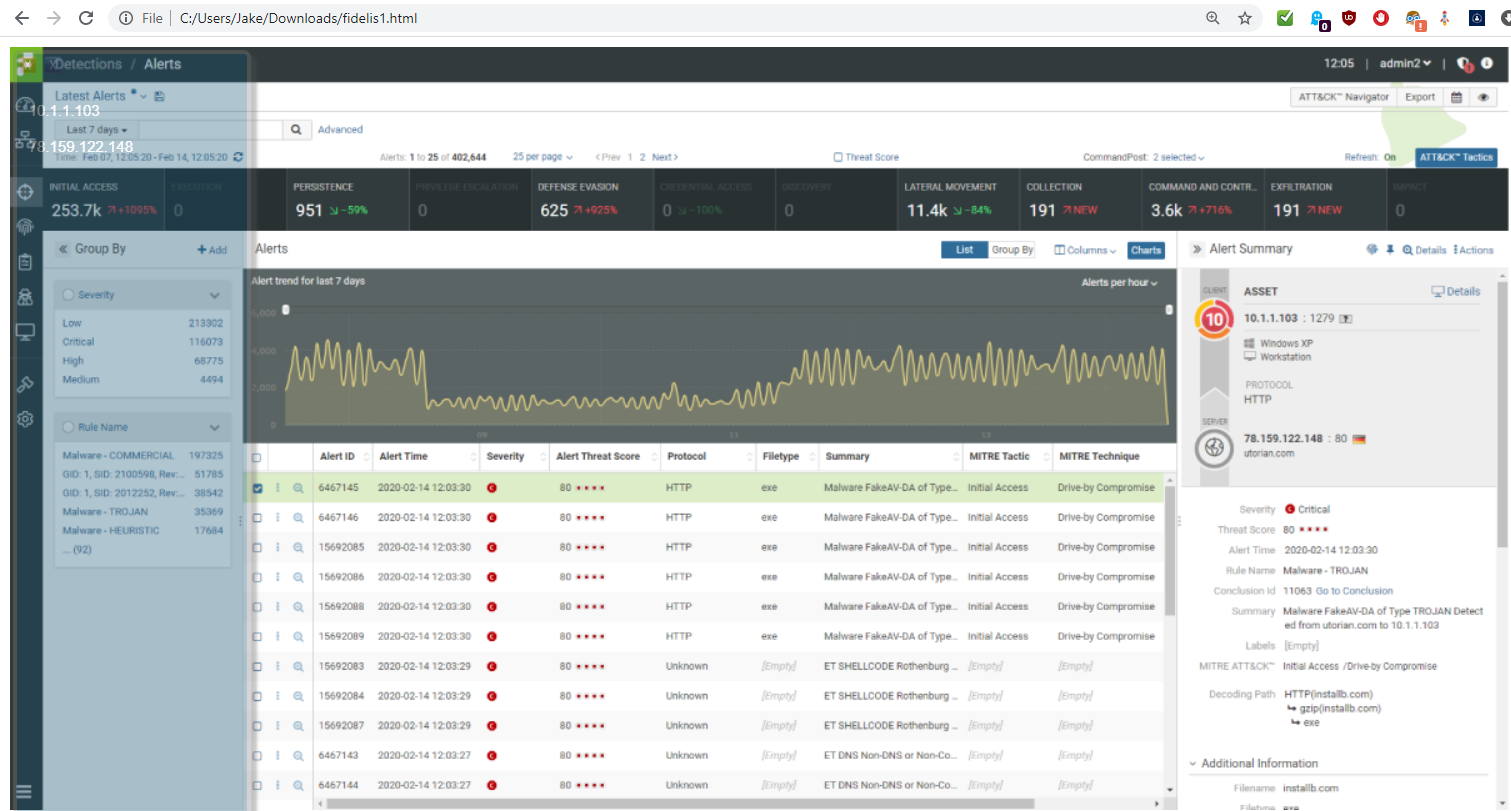 File | C:/Users/Jake/Downloads/fidelis1.html
0
Detections / Alerts
12:05 | admin2 |
Latest Alerts *
10.1.1.103
ATT&CK™ Navigator Export
Last 7 days
Advanced
78.159.122.148
Time: Feb 07, 12:05:20 - Feb 14, 12:05:20
Alerts: 1 to 25 of 402,644 25 per page <Prev 1 2 Next>
Threat Score
CommandPost: 2 selected
Refresh: On
ATT&CK™ Tactics
INITIAL ACCESS EXECUTION PERSISTENCE PRIVILEGE ESCALATION DEFENSE EVASION CREDENTIAL ACCESS DISCOVERY LATERAL MOVEMENT COLLECTION COMMAND AND CONTR... EXFILTRATION IMPACT
253.7k +1095% 0 951 -59% 0 625 +925% 0 -100% 0 11.4k -84% 191 NEW 3.6k +716% 191 NEW 0
« Group By + Add
Severity
Low 213302
Critical 116073
High 68775
Medium 4494
Rule Name
Malware - COMMERCIAL 197325
GID: 1, SID: 2100598, Rev:... 51785
GID: 1, SID: 2012252, Rev:... 38542
Malware - TROJAN 35369
Malware - HEURISTIC 17684
... (92)
Alerts
List Group By Columns Charts
Alert trend for last 7 days
Alerts per hour
6,000
4,000
2,000
0
09 11 13
Alert ID Alert Time Severity Alert Threat Score Protocol Filetype Summary MITRE Tactic MITRE Technique
6467145 2020-02-14 12:03:30 C 80 HTTP exe Malware FakeAV-DA of Type... Initial Access Drive-by Compromise
6467146 2020-02-14 12:03:30 C 80 HTTP exe Malware FakeAV-DA of Type... Initial Access Drive-by Compromise
15692085 2020-02-14 12:03:30 C 80 HTTP exe Malware FakeAV-DA of Type... Initial Access Drive-by Compromise
15692086 2020-02-14 12:03:30 C 80 HTTP exe Malware FakeAV-DA of Type... Initial Access Drive-by Compromise
15692088 2020-02-14 12:03:30 C 80 HTTP exe Malware FakeAV-DA of Type... Initial Access Drive-by Compromise
15692089 2020-02-14 12:03:30 C 80 HTTP exe Malware FakeAV-DA of Type... Initial Access Drive-by Compromise
15692083 2020-02-14 12:03:29 C 80 Unknown [Empty] ET SHELLCODE Rothenburg ... [Empty] [Empty]
15692084 2020-02-14 12:03:29 C 80 Unknown [Empty] ET SHELLCODE Rothenburg ... [Empty] [Empty]
15692087 2020-02-14 12:03:29 C 80 Unknown [Empty] ET SHELLCODE Rothenburg ... [Empty] [Empty]
6467143 2020-02-14 12:03:27 C 80 Unknown [Empty] ET DNS Non-DNS or Non-Co... [Empty] [Empty]
6467144 2020-02-14 12:03:27 C 80 Unknown [Empty] ET DNS Non-DNS or Non-Co... [Empty] [Empty]
» Alert Summary
Details Actions
CLIENT
ASSET
Details
10
10.1.1.103 : 1279
Windows XP
Workstation
PROTOCOL
HTTP
SERVER
78.159.122.148 : 80
utorian.com
Severity C Critical
Threat Score 80
Alert Time 2020-02-14 12:03:30
Rule Name Malware - TROJAN
Conclusion Id 11063 Go to Conclusion
Summary Malware FakeAV-DA of Type TROJAN Detect
ed from utorian.com to 10.1.1.103
Labels [Empty]
MITRE ATT&CK™ Initial Access /Drive-by Compromise
Decoding Path HTTP(installb.com)
↳ gzip(installb.com)
↳ exe
Additional Information
Filename installb.com
Filetype exe